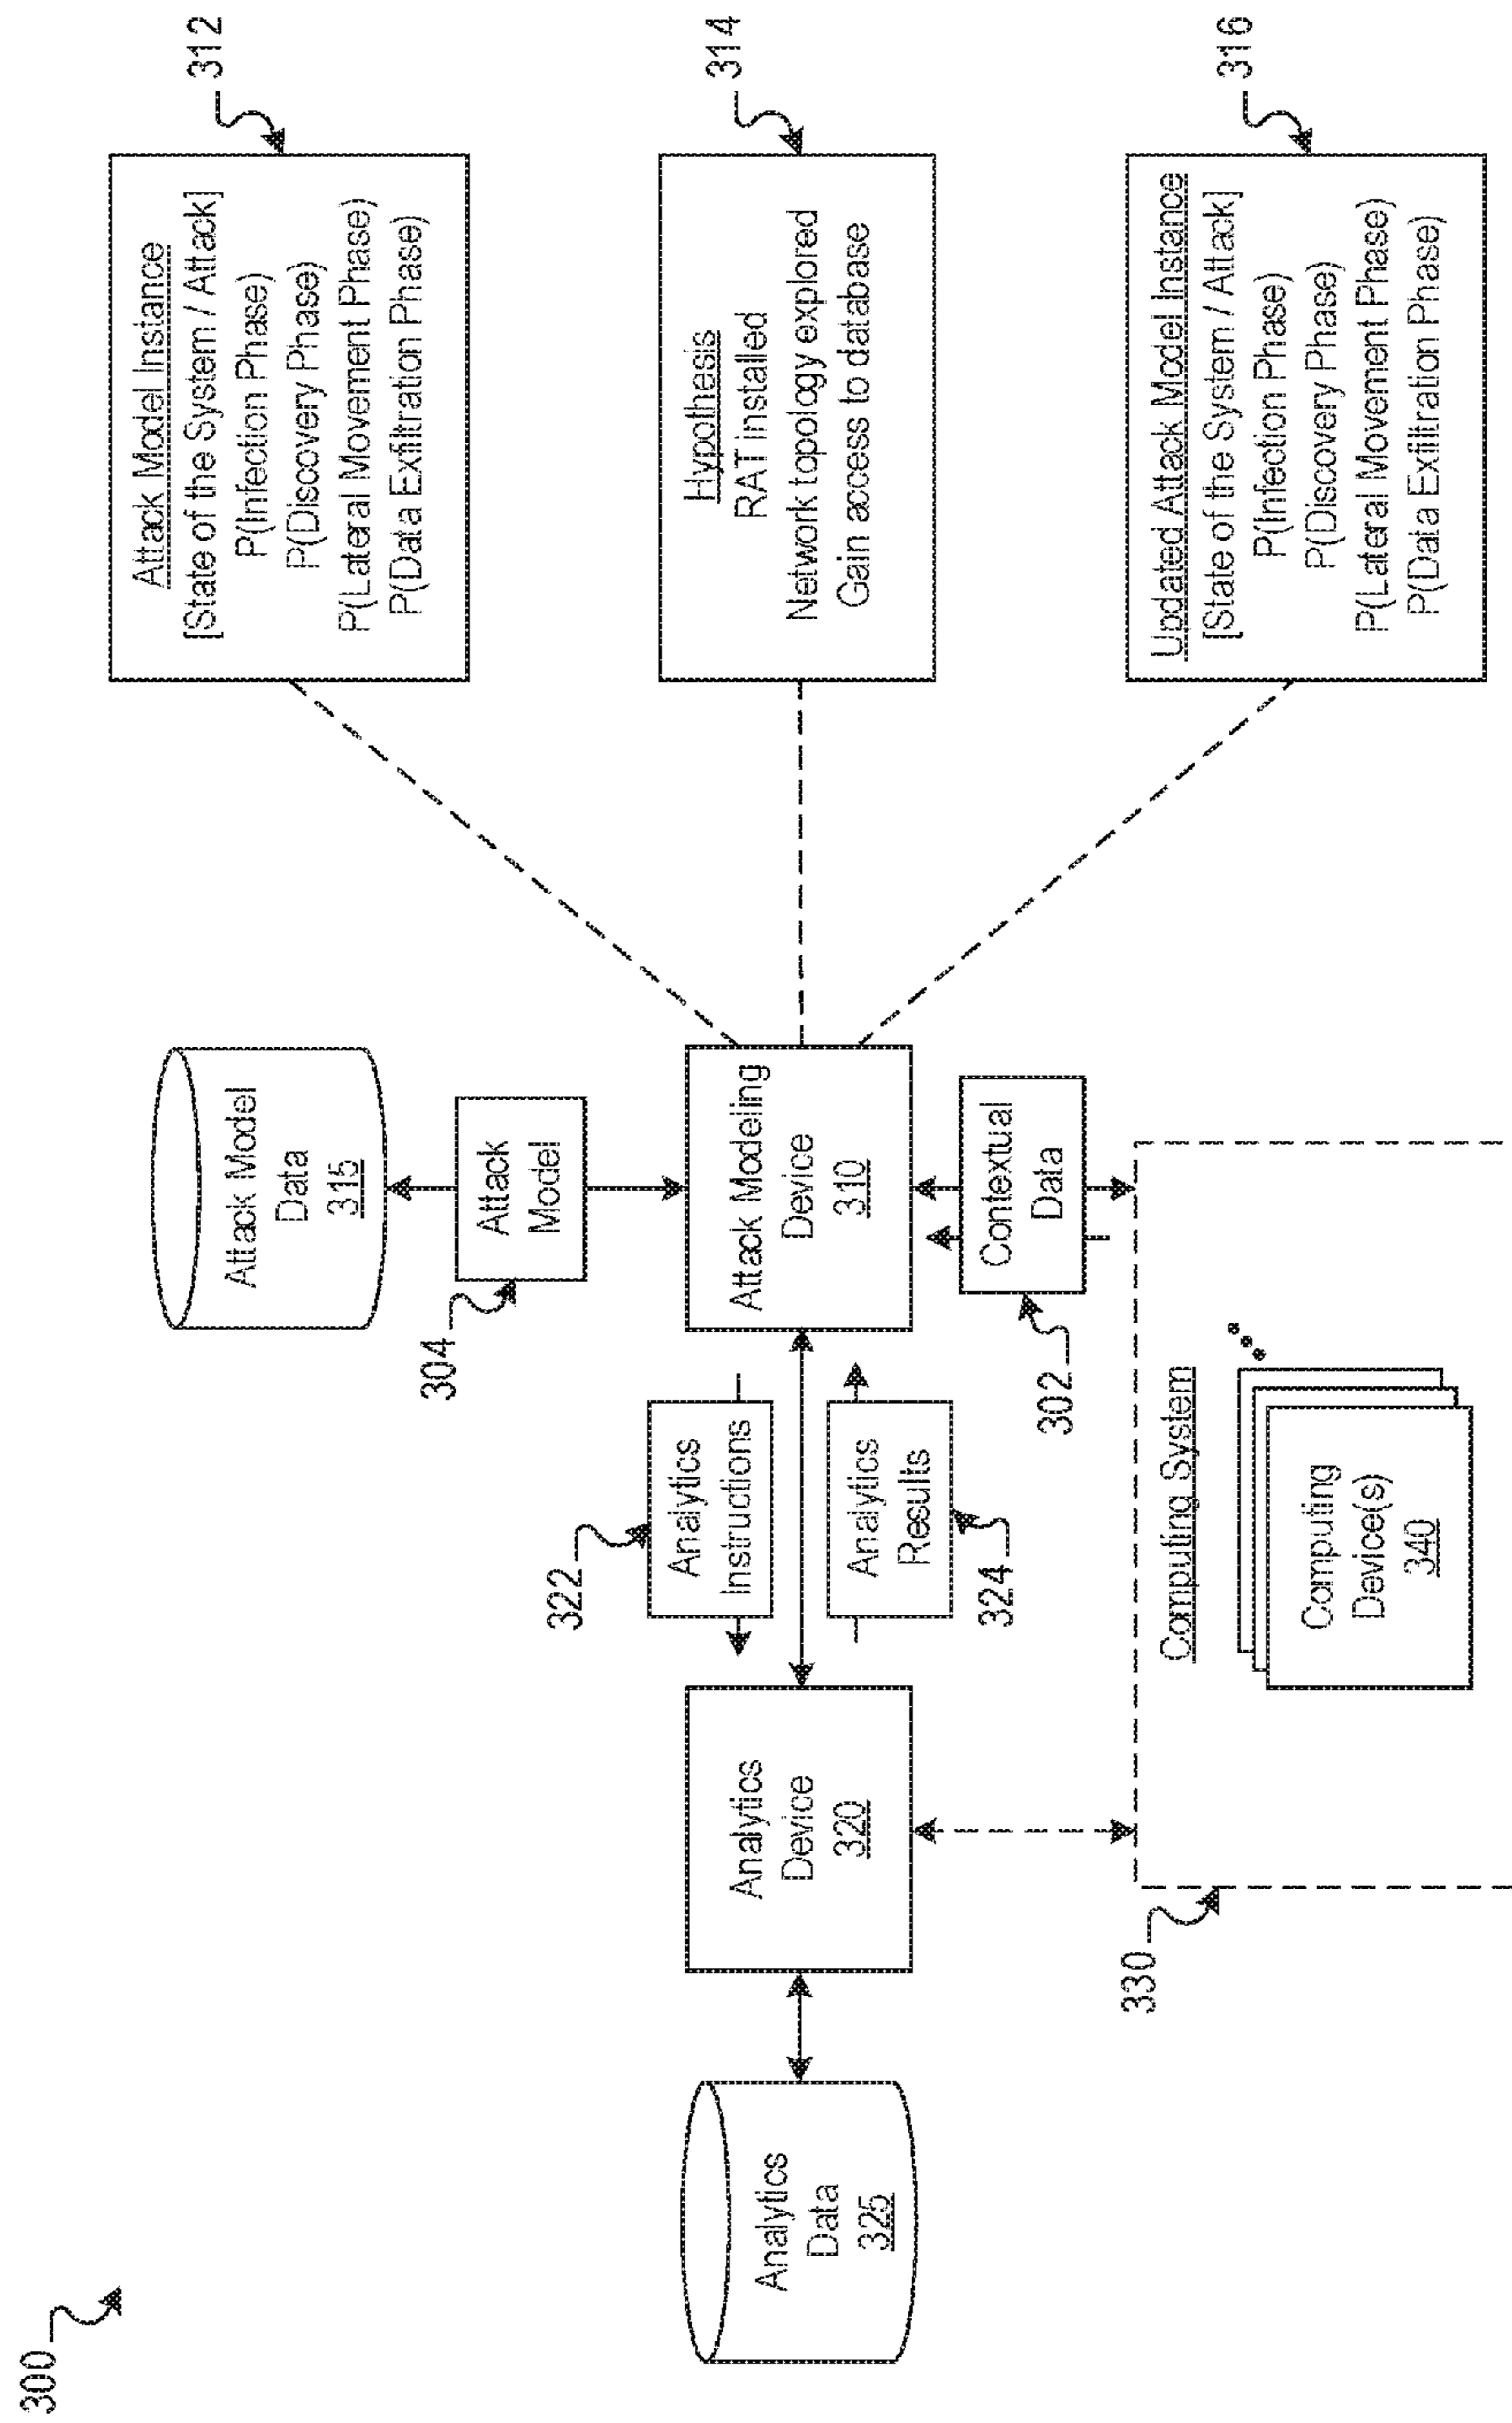 300
Attack Model
Data
315
304
Attack
Model
Attack Model Instance
[State of the System / Attack]
P(Infection Phase)
P(Discovery Phase)
P(Lateral Movement Phase)
P(Data Exfiltration Phase)
312
Analytics
Data
325
Analytics
Device
320
322
Analytics
Instructions
Analytics
Results
324
Attack Modeling
Device
310
Hypothesis
RAT installed
Network topology explored
Gain access to database
314
302
Contextual
Data
330
Computing System
Computing
Device(s)
340
Updated Attack Model Instance
[State of the System / Attack]
P(Infection Phase)
P(Discovery Phase)
P(Lateral Movement Phase)
P(Data Exfiltration Phase)
316